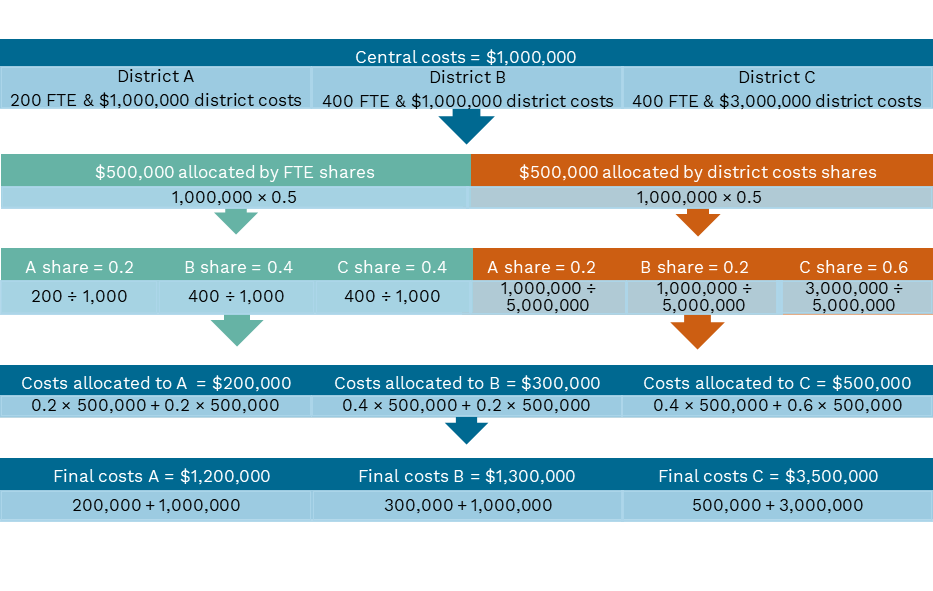 Central costs = $1,000,000
District A
200 FTE & $1,000,000 district costs
District B
400 FTE & $1,000,000 district costs
District C
400 FTE & $3,000,000 district costs
$500,000 allocated by FTE shares
1,000,000 × 0.5
$500,000 allocated by district costs shares
1,000,000 × 0.5
A share = 0.2
200 ÷ 1,000
B share = 0.4
400 ÷ 1,000
C share = 0.4
400 ÷ 1,000
A share = 0.2
1,000,000 ÷
5,000,000
B share = 0.2
1,000,000 ÷
5,000,000
C share = 0.6
3,000,000 ÷
5,000,000
Costs allocated to A = $200,000
0.2 × 500,000 + 0.2 × 500,000
Costs allocated to B = $300,000
0.4 × 500,000 + 0.2 × 500,000
Costs allocated to C = $500,000
0.4 × 500,000 + 0.6 × 500,000
Final costs A = $1,200,000
200,000 + 1,000,000
Final costs B = $1,300,000
300,000 + 1,000,000
Final costs C = $3,500,000
500,000 + 3,000,000